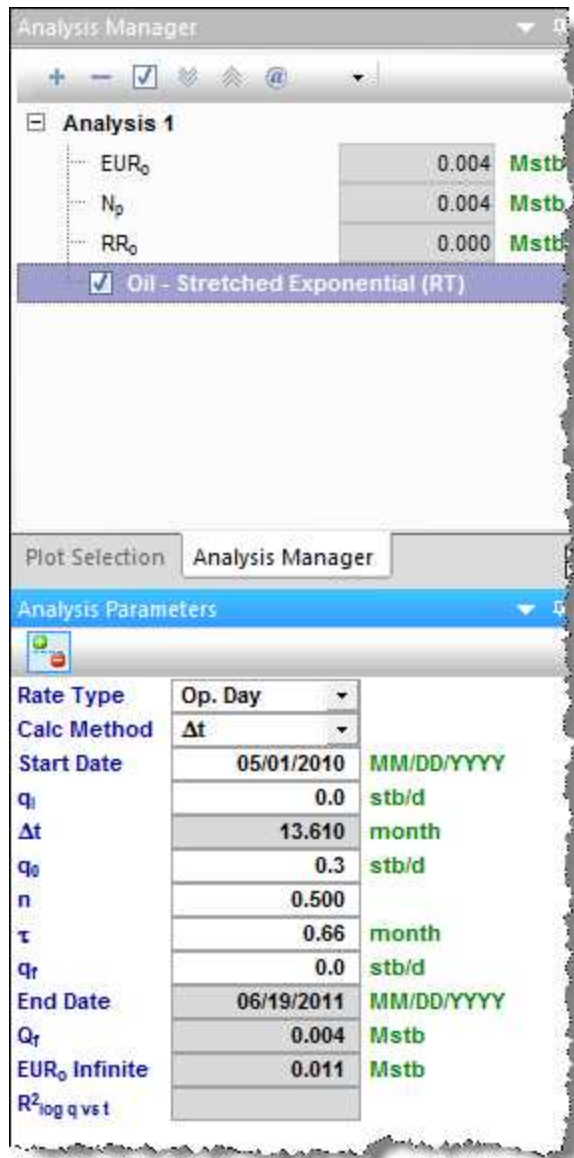 Analysis Manager
Analysis 1
EURo 0.004 Mstb
Np 0.004 Mstb
RRo 0.000 Mstb
Oil - Stretched Exponential (RT)
Plot Selection Analysis Manager
Analysis Parameters
Rate Type Op. Day
Calc Method Δt
Start Date 05/01/2010 MM/DD/YYYY
qi 0.0 stb/d
Δt 13.610 month
q0 0.3 stb/d
n 0.500
τ 0.66 month
qf 0.0 stb/d
End Date 06/19/2011 MM/DD/YYYY
Qf 0.004 Mstb
EURo Infinite 0.011 Mstb
R² log q vs t